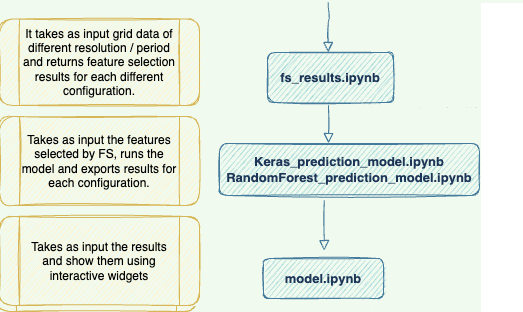 It takes as input grid data of
different resolution / period
and returns feature selection
results for each different
configuration.
fs_results.ipynb
Takes as input the features
selected by FS, runs the
model and exports results for
each configuration.
Keras_prediction_model.ipynb
RandomForest_prediction_model.ipynb
Takes as input the results
and show them using
interactive widgets
model.ipynb